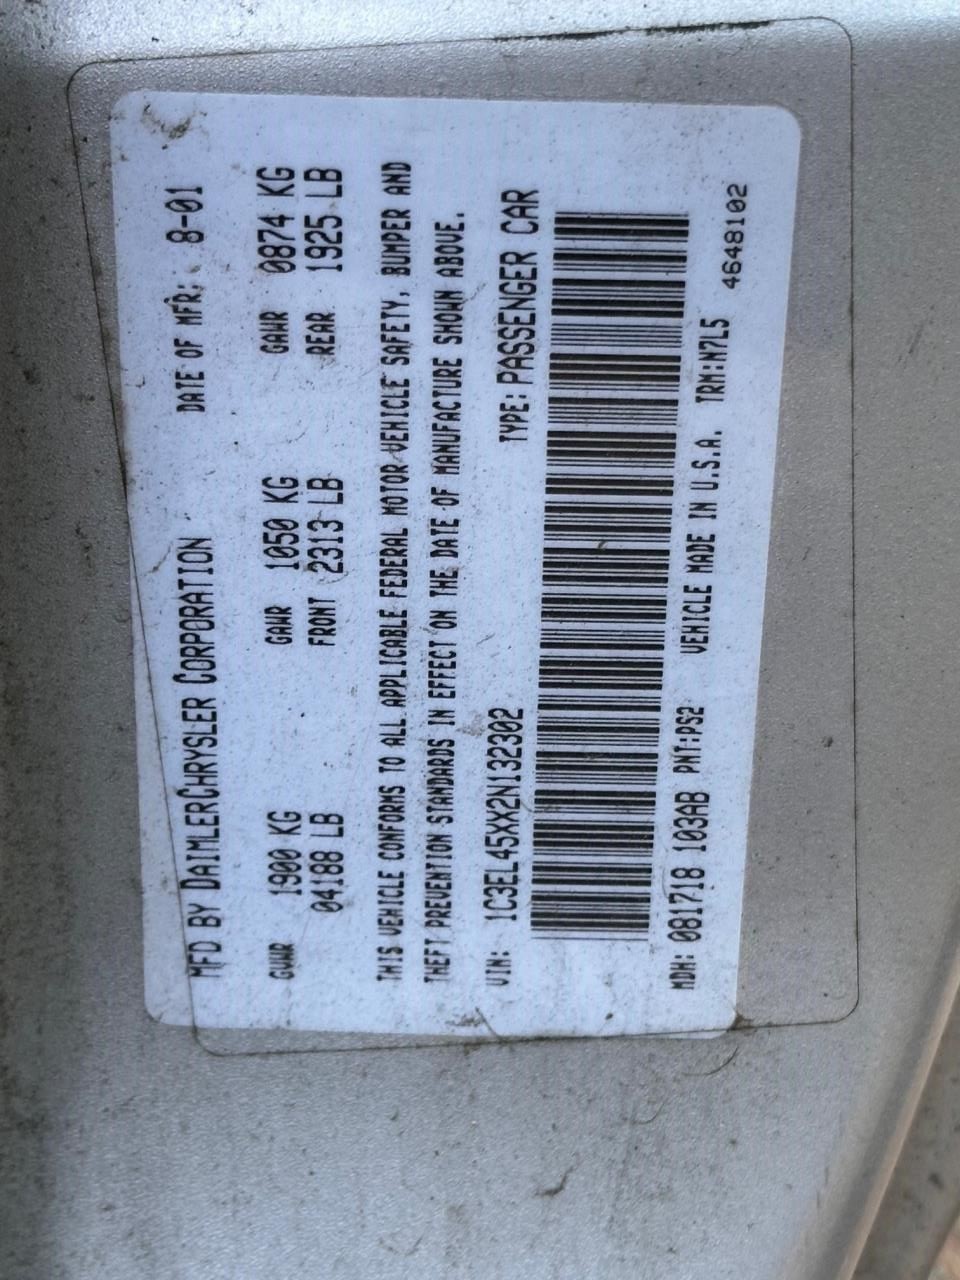 MFD BY DAIMLERCHRYSLER CORPORATION DATE OF MFR: 8-01
GVWR 1900 KG GAWR 1050 KG GAWR 0874 KG
04188 LB FRONT 2313 LB REAR 1925 LB
THIS VEHICLE CONFORMS TO ALL APPLICABLE FEDERAL MOTOR VEHICLE SAFETY, BUMPER AND
THEFT PREVENTION STANDARDS IN EFFECT ON THE DATE OF MANUFACTURE SHOWN ABOVE.
VIN: 1C3EL45XX2N132302 TYPE: PASSENGER CAR
MDH: 081718 103AB PNT:PS2 VEHICLE MADE IN U.S.A. TRM:N7L5
4648102